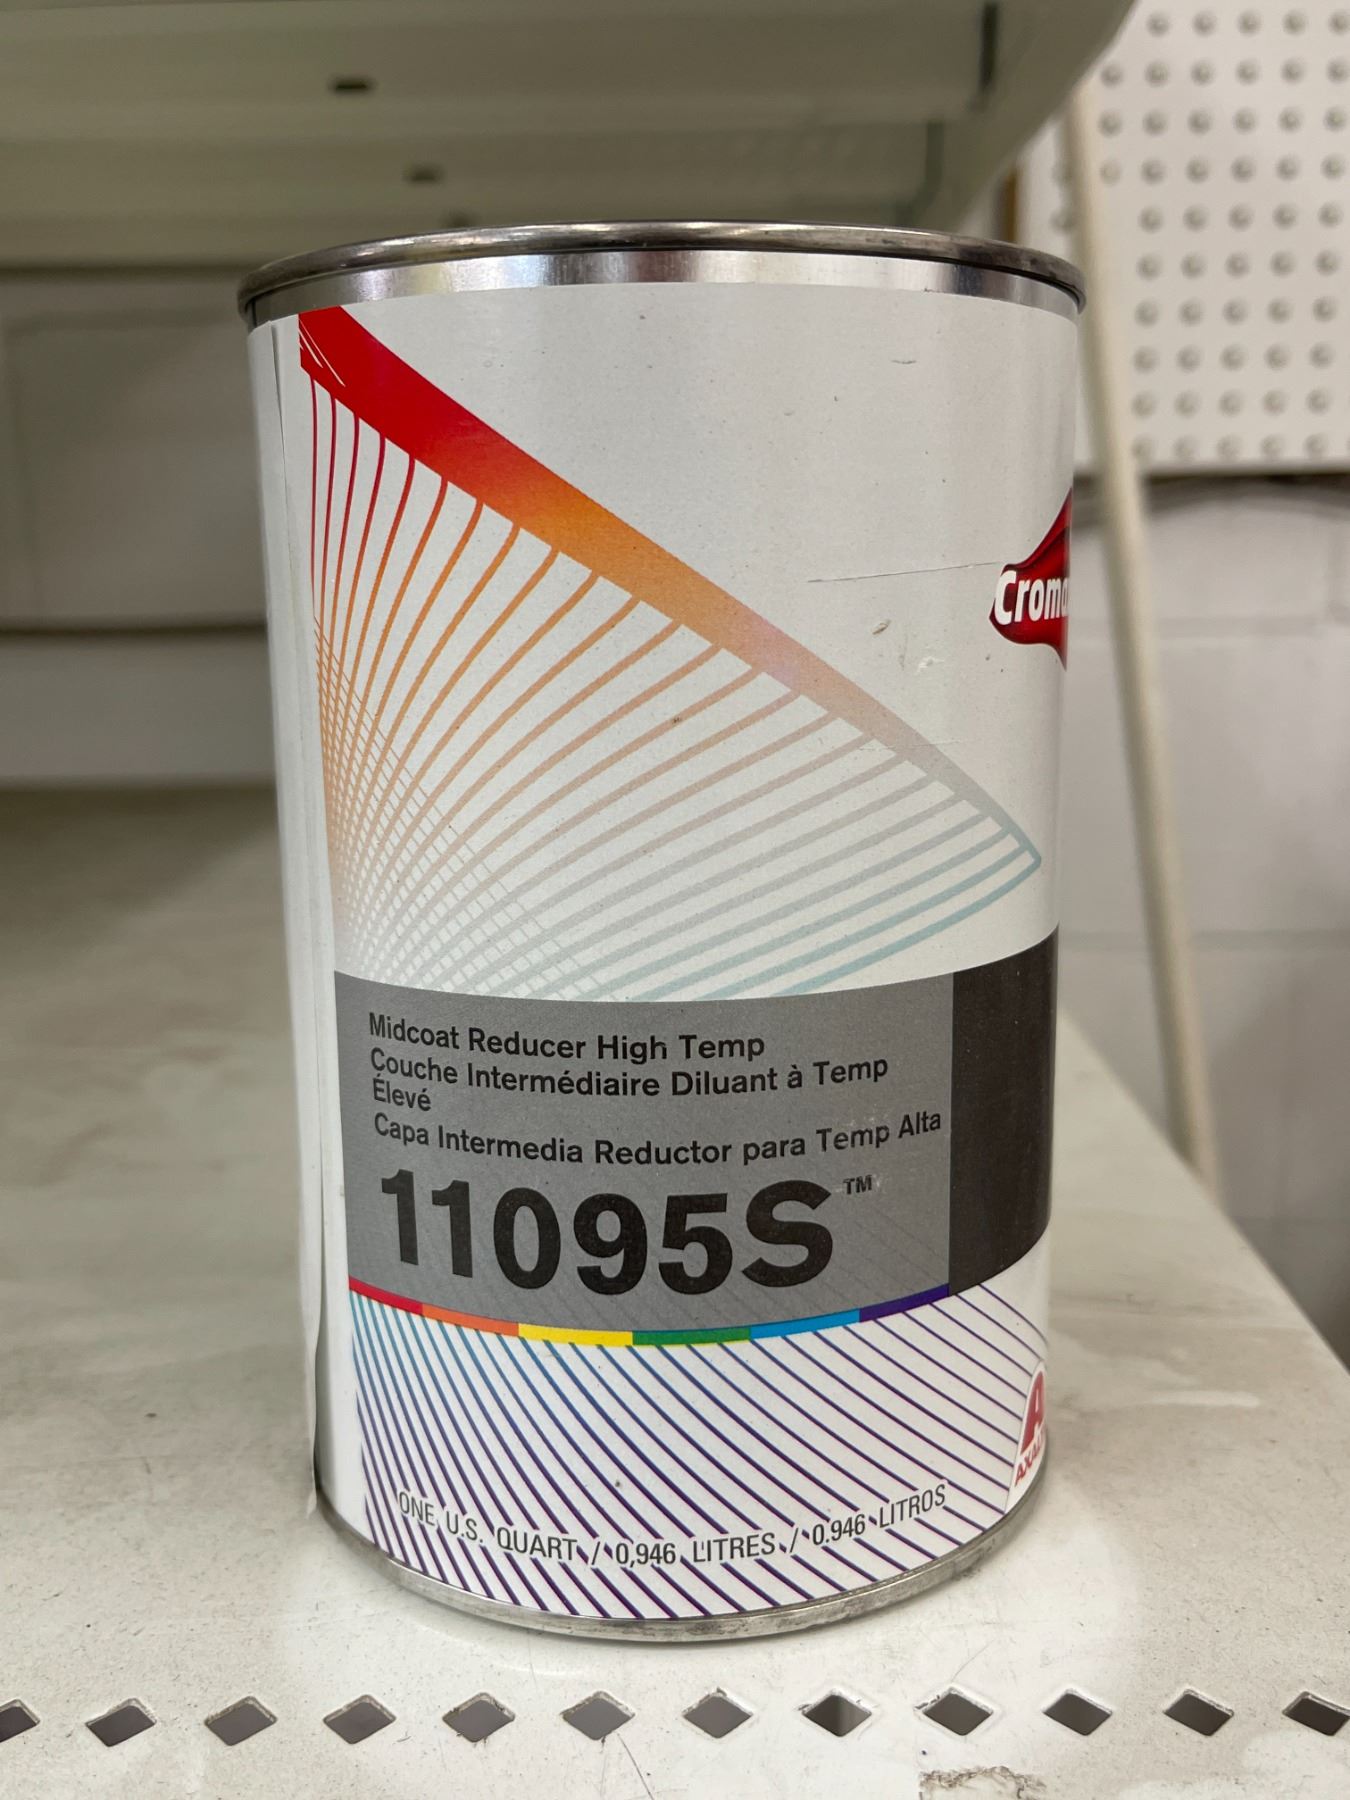 Croma
Midcoat Reducer High Temp
Couche Intermédiaire Diluant à Temp
Élevé
Capa Intermedia Reductor para Temp Alta
11095S™
ONE U.S. QUART / 0,946 LITRES / 0.946 LITROS